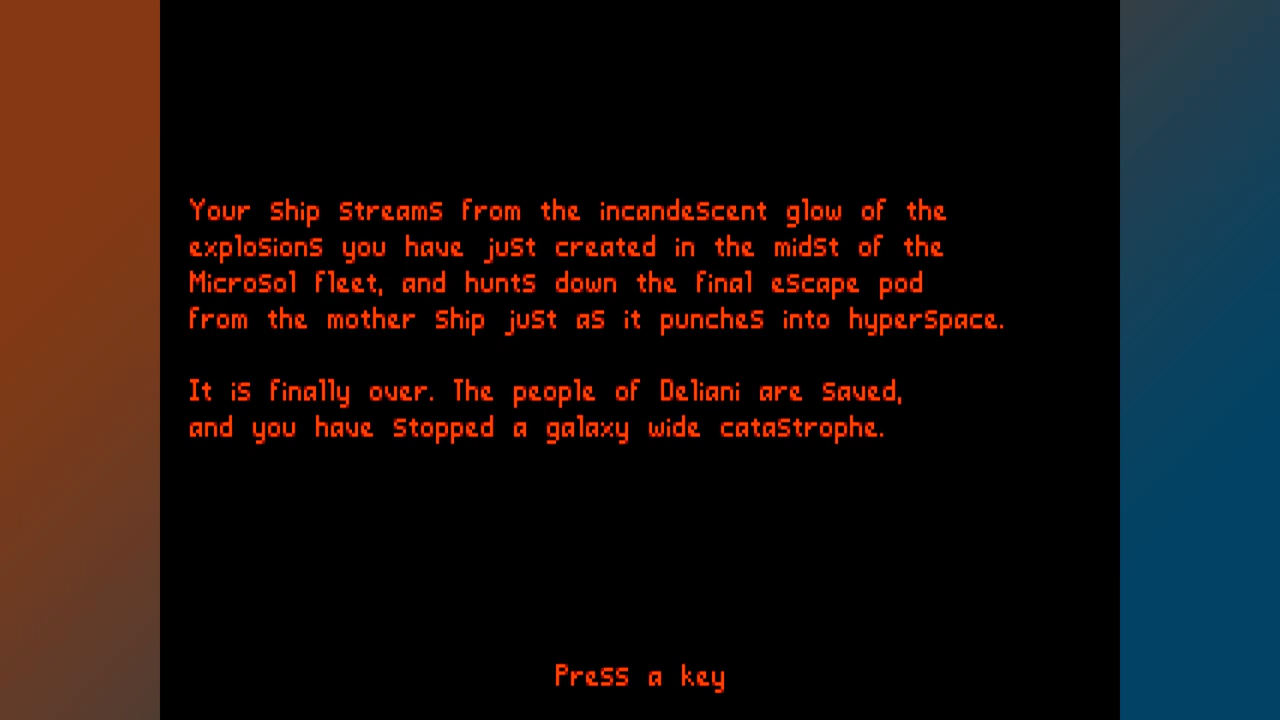 Your ship streams from the incandescent glow of the
explosions you have just created in the midst of the
MicroSol fleet, and hunts down the final escape pod
from the mother ship just as it punches into hyperspace.
It is finally over. The people of Deliani are saved,
and you have stopped a galaxy wide catastrophe.
Press a key